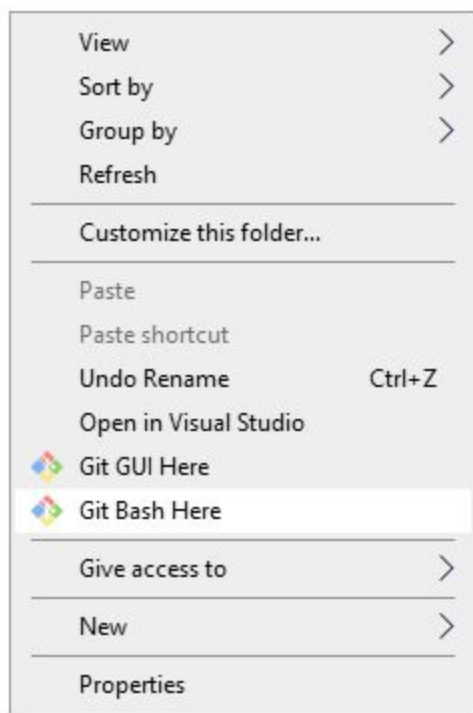 View
Sort by
Group by
Refresh
Customize this folder...
Paste
Paste shortcut
Undo Rename Ctrl+Z
Open in Visual Studio
Git GUI Here
Git Bash Here
Give access to
New
Properties